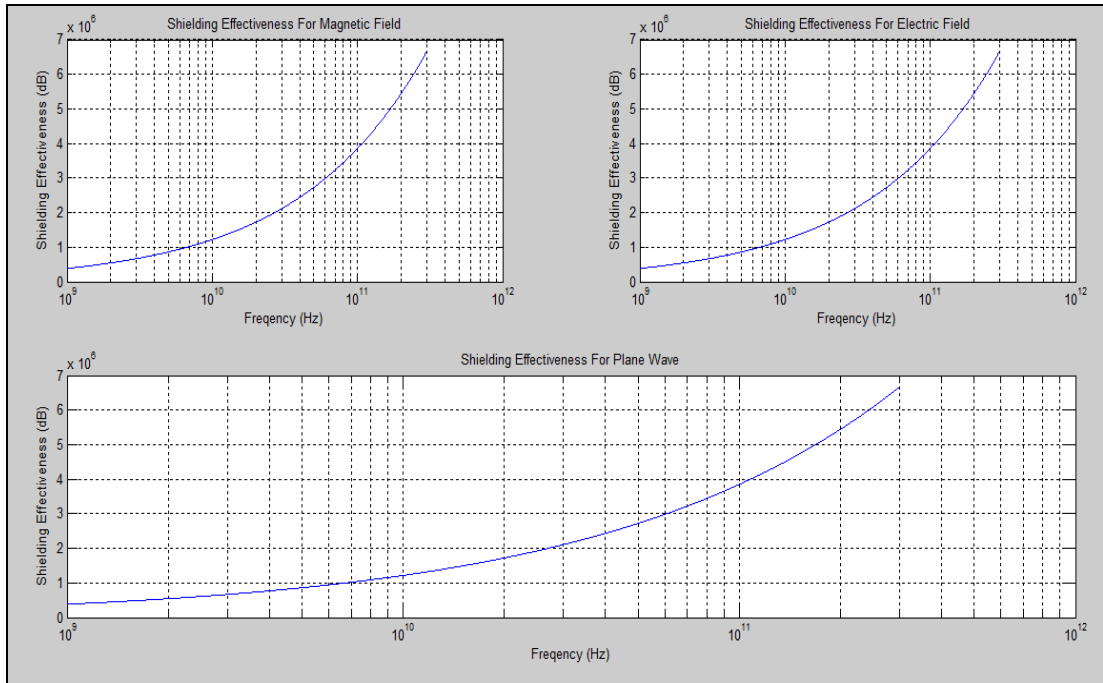 Shielding Effectiveness For Magnetic Field
x 10^6
7
6
5
4
3
2
1
0
Shielding Effectiveness (dB)
10^9 10^10 10^11 10^12
Freqency (Hz)
Shielding Effectiveness For Electric Field
x 10^6
7
6
5
4
3
2
1
0
Shielding Effectiveness (dB)
10^9 10^10 10^11 10^12
Freqency (Hz)
Shielding Effectiveness For Plane Wave
x 10^6
7
6
5
4
3
2
1
0
Shielding Effectiveness (dB)
10^9 10^10 10^11 10^12
Freqency (Hz)